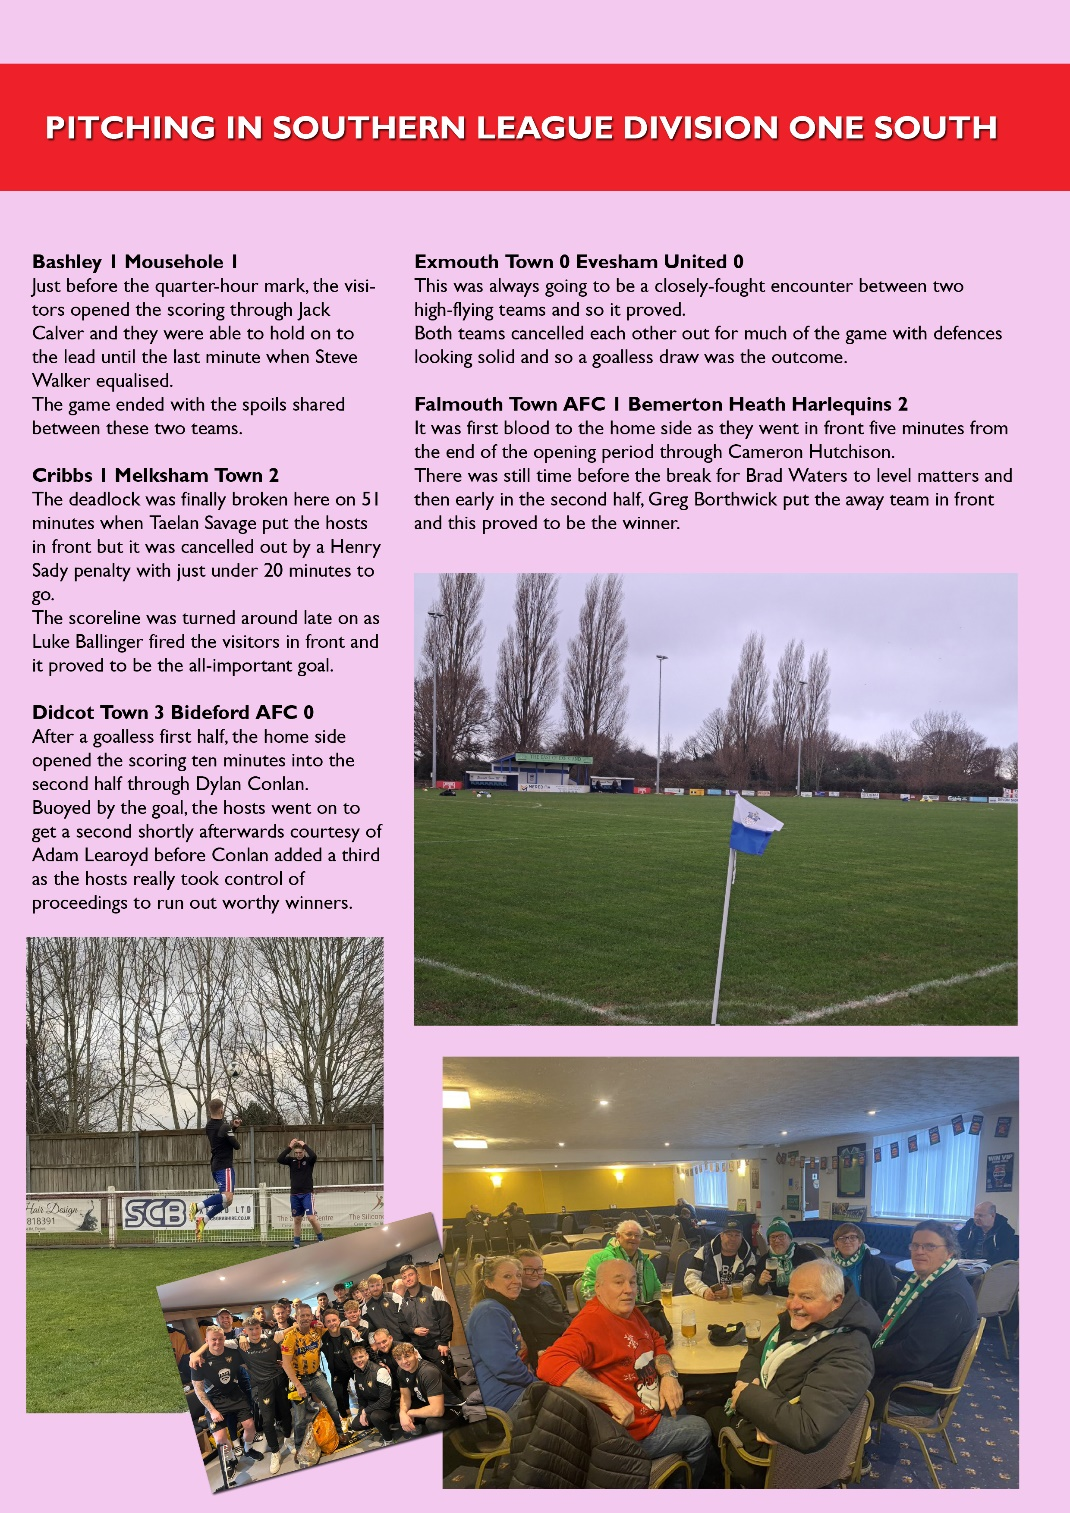 PITCHING IN SOUTHERN LEAGUE DIVISION ONE SOUTH
Bashley 1 Mousehole 1
Just before the quarter-hour mark, the visi-
tors opened the scoring through Jack
Calver and they were able to hold on to
the lead until the last minute when Steve
Walker equalised.
The game ended with the spoils shared
between these two teams.
Cribbs 1 Melksham Town 2
The deadlock was finally broken here on 51
minutes when Taelan Savage put the hosts
in front but it was cancelled out by a Henry
Sady penalty with just under 20 minutes to
go.
The scoreline was turned around late on as
Luke Ballinger fired the visitors in front and
it proved to be the all-important goal.
Didcot Town 3 Bideford AFC 0
After a goalless first half, the home side
opened the scoring ten minutes into the
second half through Dylan Conlan.
Buoyed by the goal, the hosts went on to
get a second shortly afterwards courtesy of
Adam Learoyd before Conlan added a third
as the hosts really took control of
proceedings to run out worthy winners.
Exmouth Town 0 Evesham United 0
This was always going to be a closely-fought encounter between two
high-flying teams and so it proved.
Both teams cancelled each other out for much of the game with defences
looking solid and so a goalless draw was the outcome.
Falmouth Town AFC 1 Bemerton Heath Harlequins 2
It was first blood to the home side as they went in front five minutes from
the end of the opening period through Cameron Hutchison.
There was still time before the break for Brad Waters to level matters and
then early in the second half, Greg Borthwick put the away team in front
and this proved to be the winner.
MEREDITH
Hair Design
818391
SCB
LTD
The Silicone Centre
The Silicone